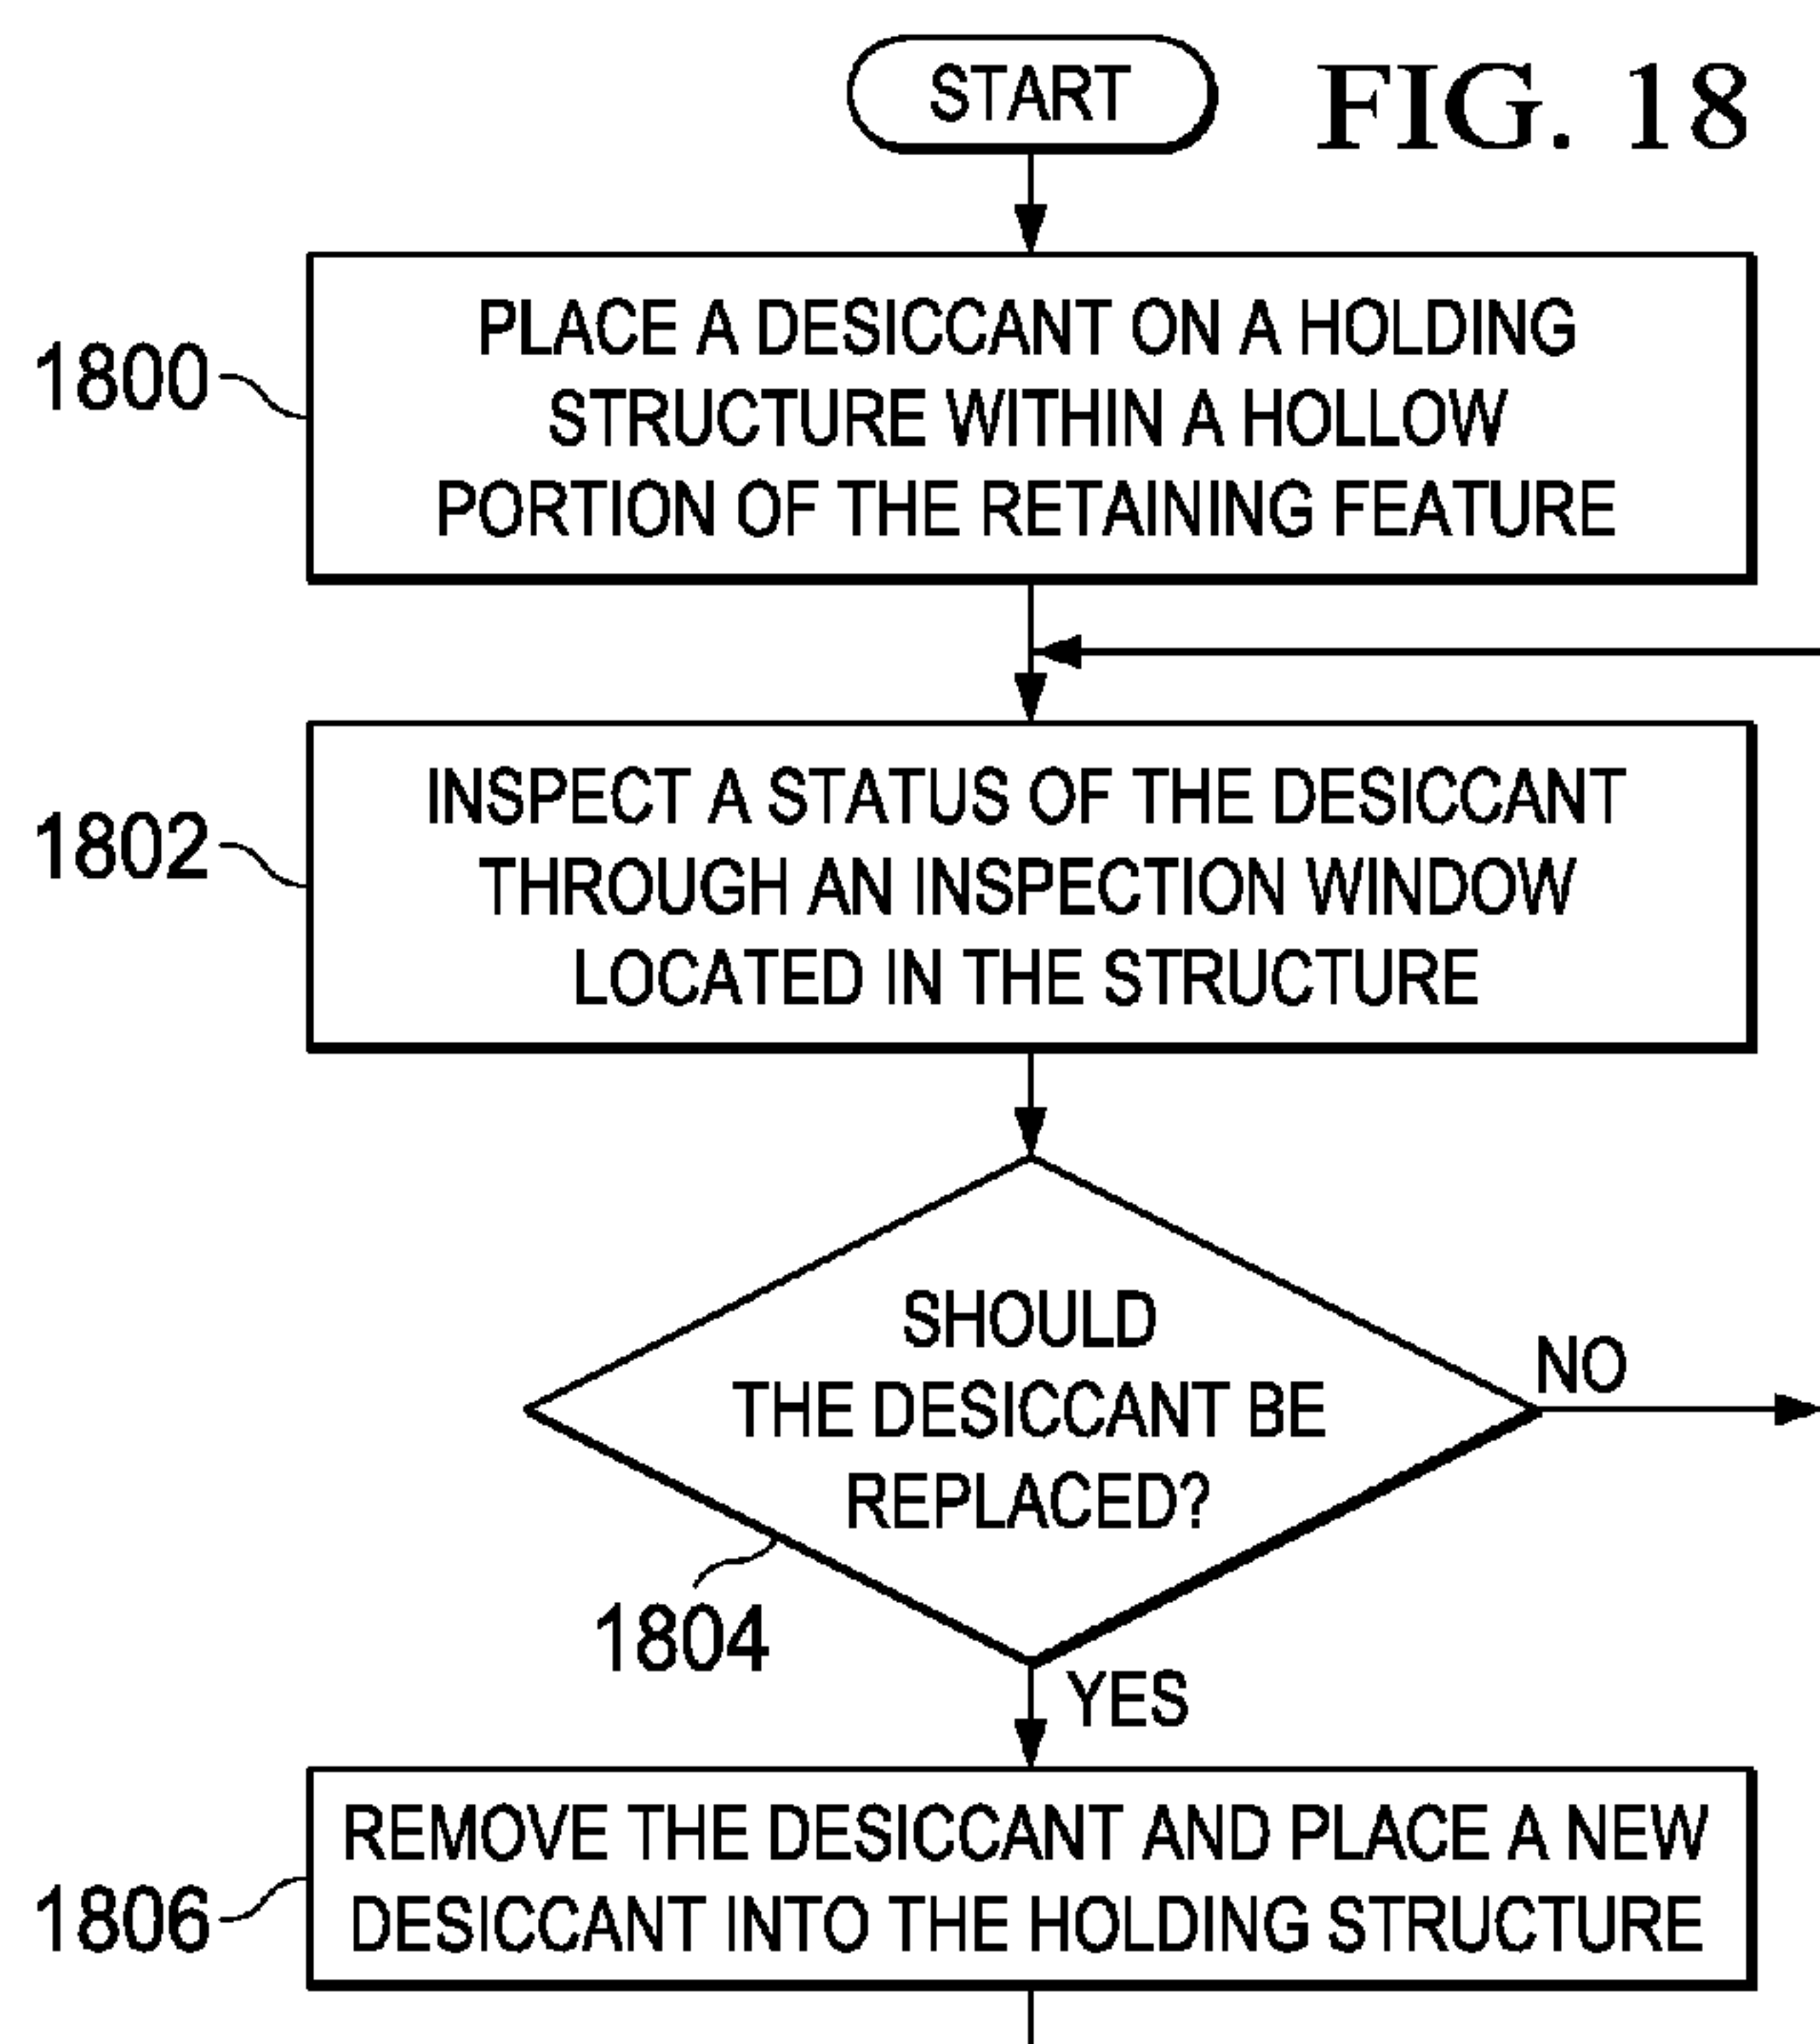 START
FIG. 18
1800
PLACE A DESICCANT ON A HOLDING
STRUCTURE WITHIN A HOLLOW
PORTION OF THE RETAINING FEATURE
1802
INSPECT A STATUS OF THE DESICCANT
THROUGH AN INSPECTION WINDOW
LOCATED IN THE STRUCTURE
SHOULD
THE DESICCANT BE
REPLACED?
NO
1804
YES
1806
REMOVE THE DESICCANT AND PLACE A NEW
DESICCANT INTO THE HOLDING STRUCTURE